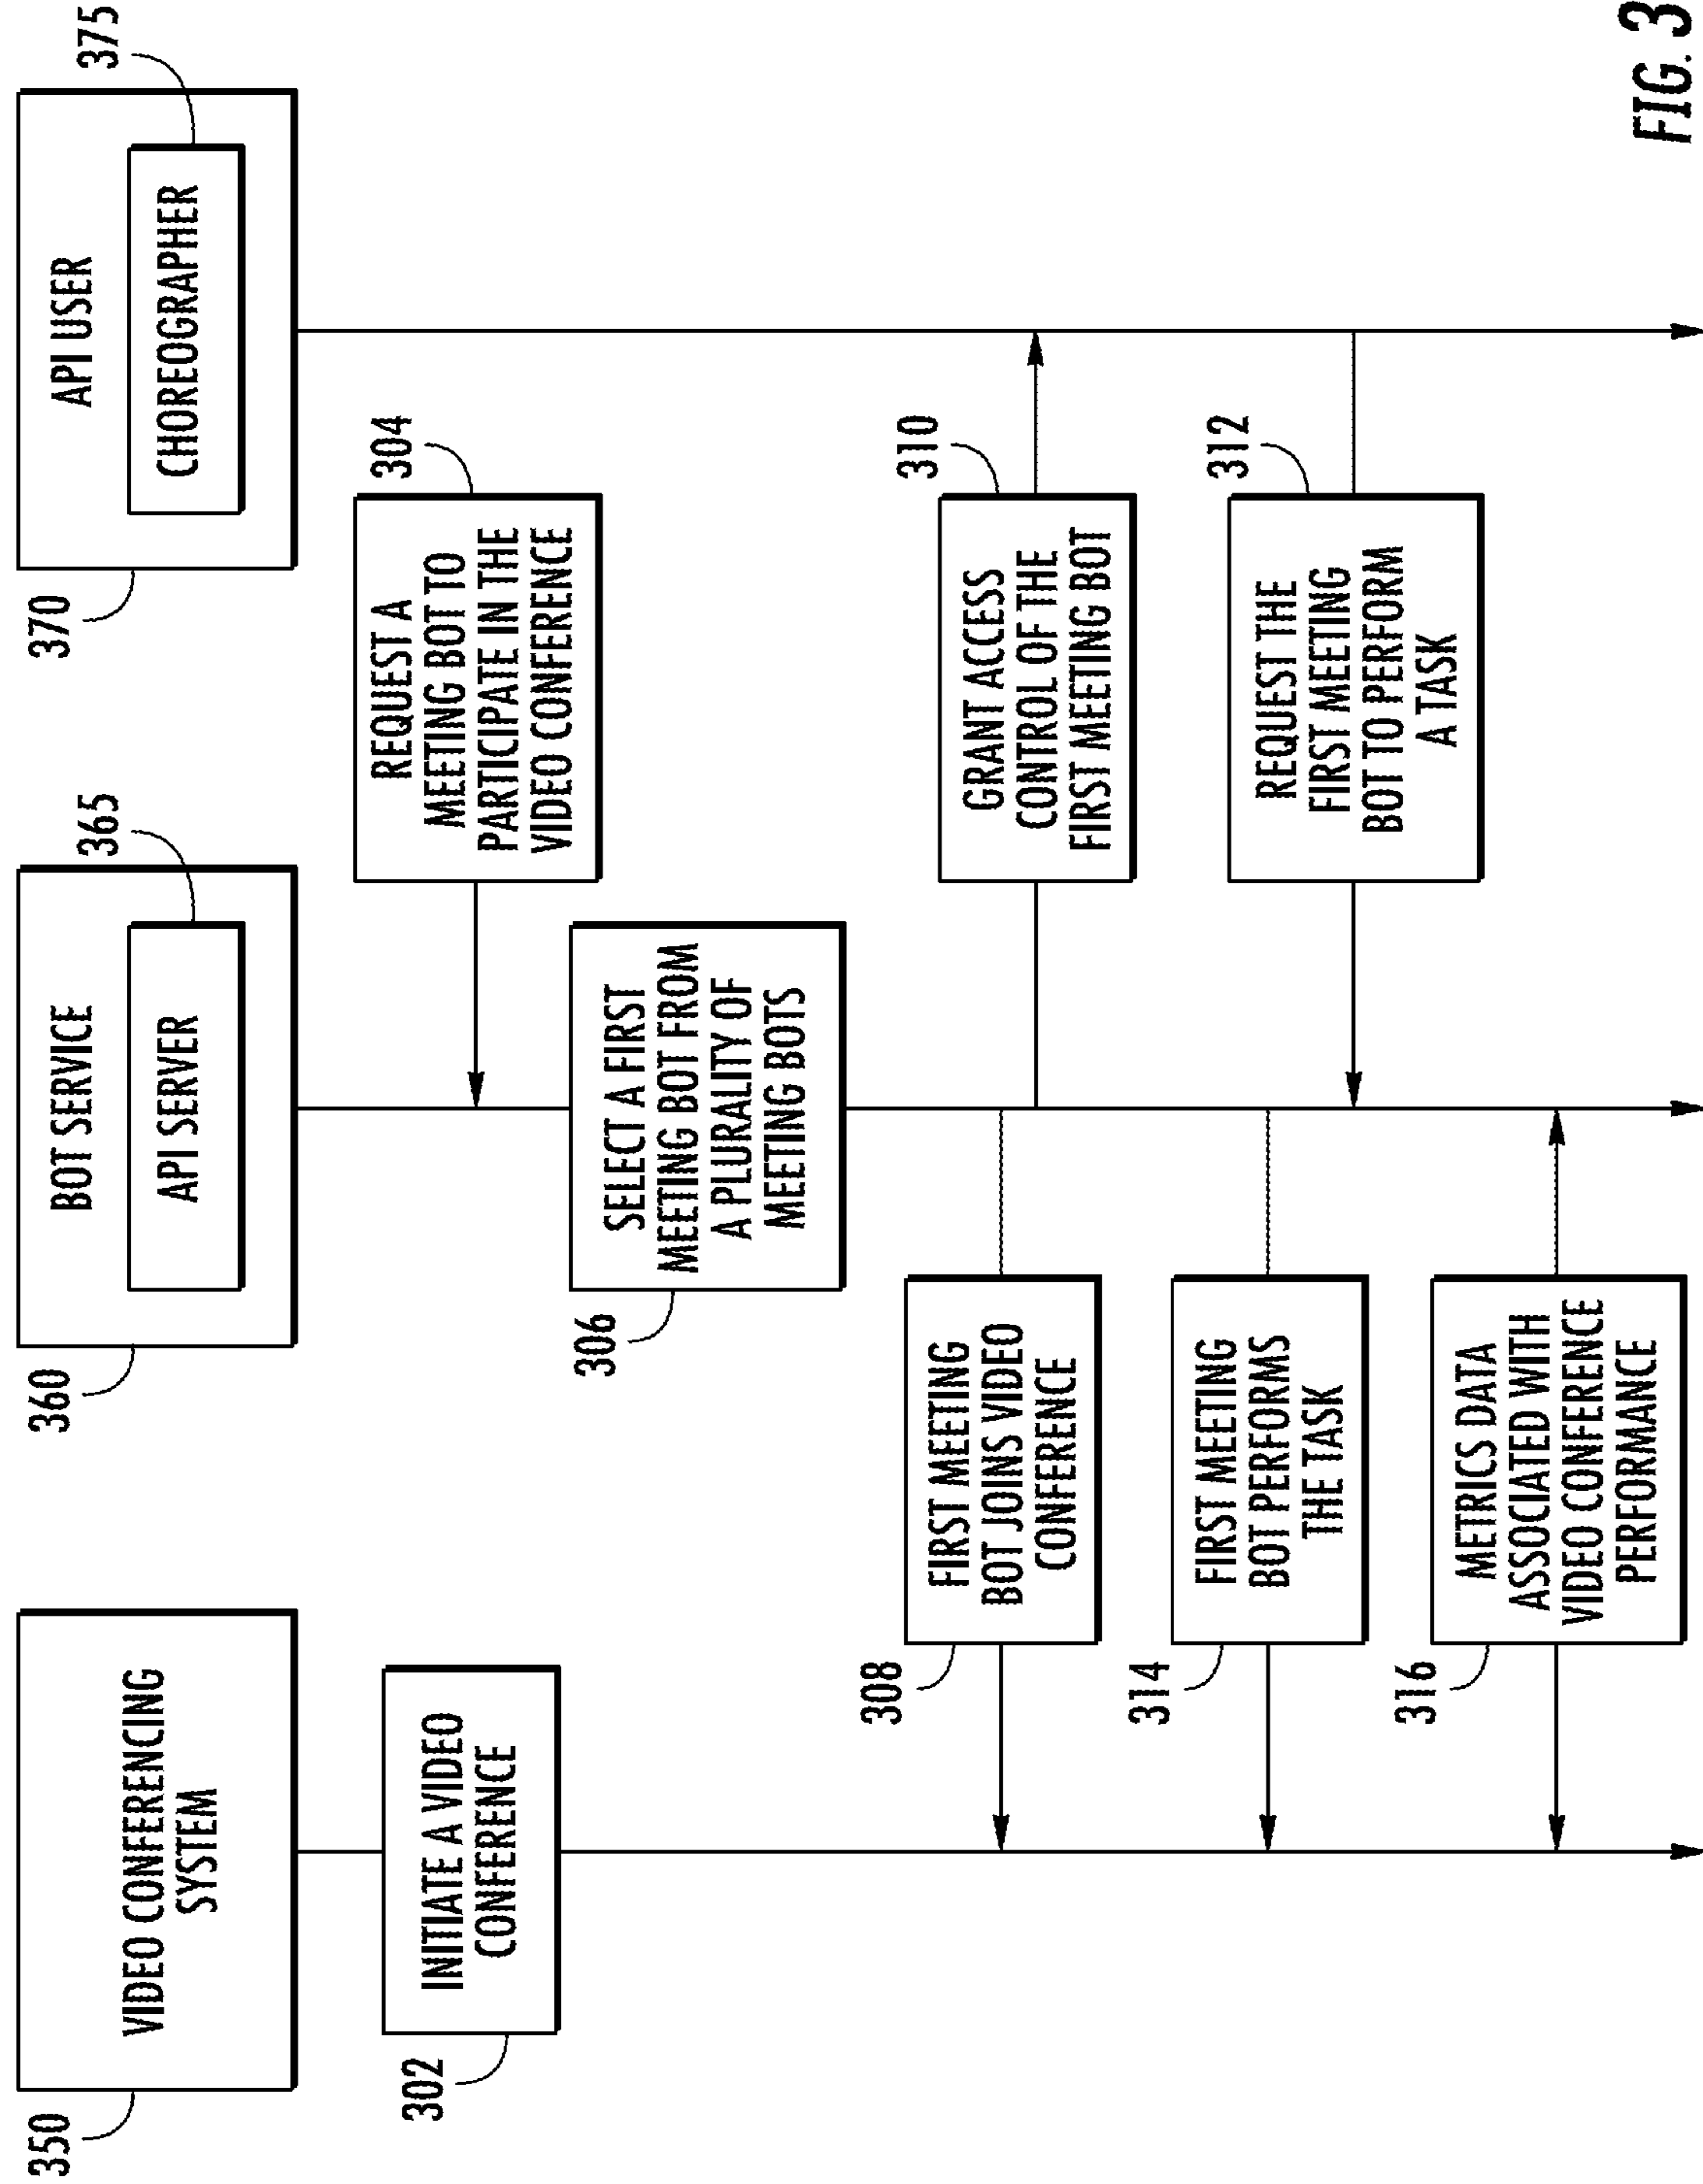 350
VIDEO CONFERENCING
SYSTEM
360
BOT SERVICE
API SERVER
365
370
API USER
CHOREOGRAPHER
375
302
INITIATE A VIDEO
CONFERENCE
REQUEST A
MEETING BOT TO
PARTICIPATE IN THE
VIDEO CONFERENCE
304
306
SELECT A FIRST
MEETING BOT FROM
A PLURALITY OF
MEETING BOTS
308
FIRST MEETING
BOT JOINS VIDEO
CONFERENCE
GRANT ACCESS
CONTROL OF THE
FIRST MEETING BOT
310
REQUEST THE
FIRST MEETING
BOT TO PERFORM
A TASK
312
314
FIRST MEETING
BOT PERFORMS
THE TASK
316
METRICS DATA
ASSOCIATED WITH
VIDEO CONFERENCE
PERFORMANCE
FIG. 3